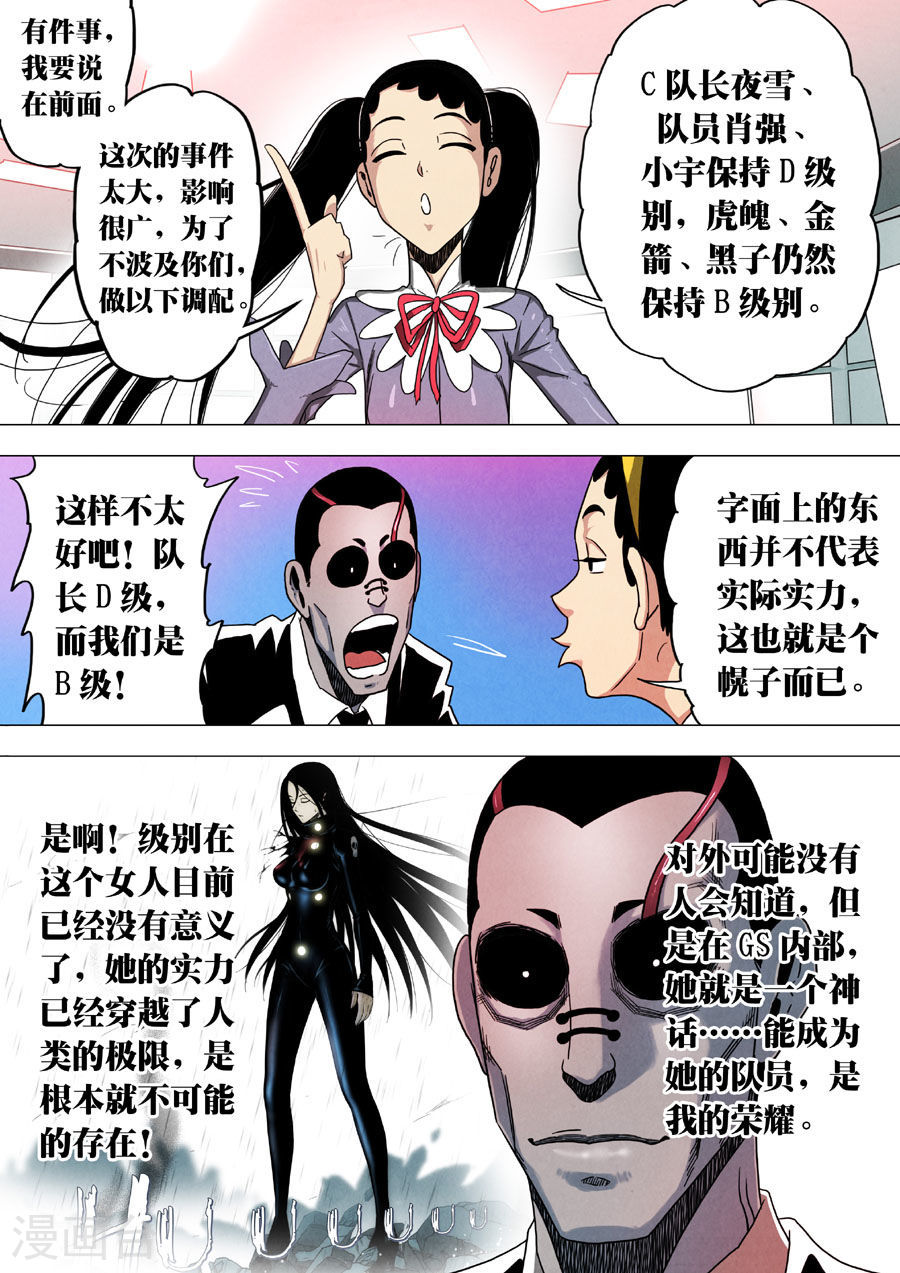 有件事，
我要说
在前面。
这次的事件
太大，影响
很广，为了
不波及你们，
做以下调配。
C 队长夜雪、
队员肖强、
小宇保持 D 级
别，虎魄、金
箭、黑子仍然
保持 B 级别。
这样不太
好吧！队
长 D 级，
而我们是
B 级！
字面上的东
西并不代表
实际实力，
这也就是个
幌子而已。
是啊！级别在
这个女人目前
已经没有意义
了，她的实力
已经穿越了人
类的极限，是
根本就不可能
的存在！
对外可能没有
人会知道，但
是在 GS 内部，
她就是一个神
话……能成为
她的队员，是
我的荣耀。
漫画台